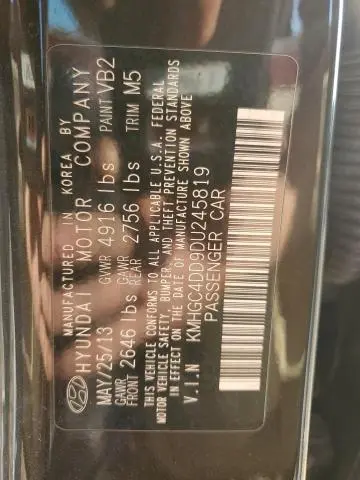 MANUFACTURED IN KOREA BY
HYUNDAI MOTOR COMPANY
MAY/25/13 GVWR 4916 lbs PAINT VB2
GAWR FRONT 2646 lbs GAWR REAR 2756 lbs TRIM M5
THIS VEHICLE CONFORMS TO ALL APPLICABLE U.S.A. FEDERAL
MOTOR VEHICLE SAFETY, BUMPER, AND THEFT PREVENTION STANDARDS
IN EFFECT ON THE DATE OF MANUFACTURE SHOWN ABOVE
V.I.N KMHGC4DD9DU245819
PASSENGER CAR